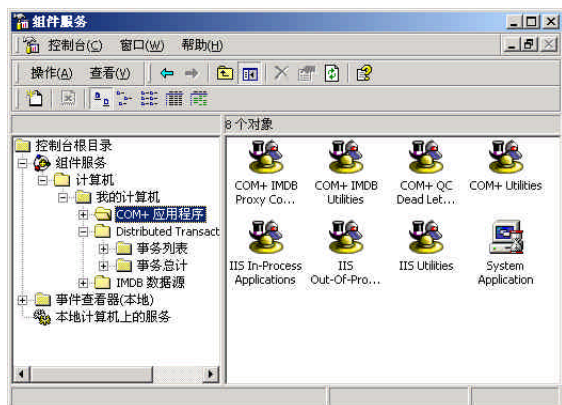 组件服务
控制台(C) 窗口(W) 帮助(H)
操作(A) 查看(V)
8 个对象
控制台根目录
组件服务
计算机
我的计算机
COM+ 应用程序
Distributed Transact
事务列表
事务总计
IMDB 数据源
事件查看器(本地)
本地计算机上的服务
COM+ IMDB Proxy Co...
COM+ IMDB Utilities
COM+ QC Dead Let...
COM+ Utilities
IIS In-Process Applications
IIS Out-Of-Pro...
IIS Utilities
System Application